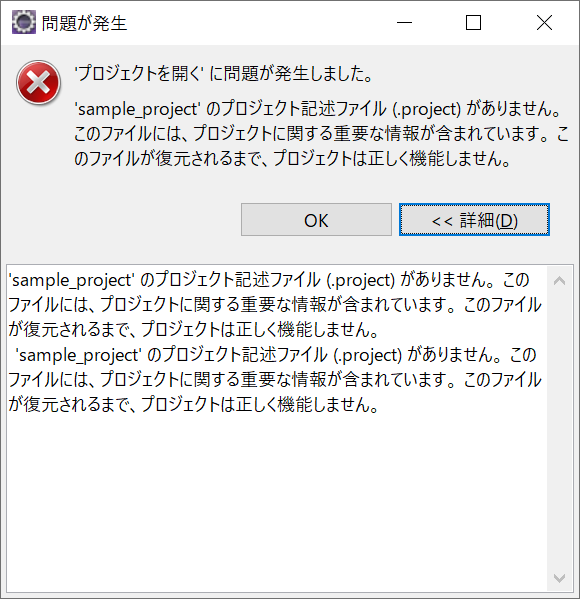 問題が発生
'プロジェクトを開く' に問題が発生しました。
'sample_project' のプロジェクト記述ファイル (.project) がありません。
このファイルには、プロジェクトに関する重要な情報が含まれています。 こ
のファイルが復元されるまで、プロジェクトは正しく機能しません。
OK
<< 詳細(D)
'sample_project' のプロジェクト記述ファイル (.project) がありません。 この
ファイルには、プロジェクトに関する重要な情報が含まれています。 このファイル
が復元されるまで、プロジェクトは正しく機能しません。
'sample_project' のプロジェクト記述ファイル (.project) がありません。 この
ファイルには、プロジェクトに関する重要な情報が含まれています。 このファイル
が復元されるまで、プロジェクトは正しく機能しません。